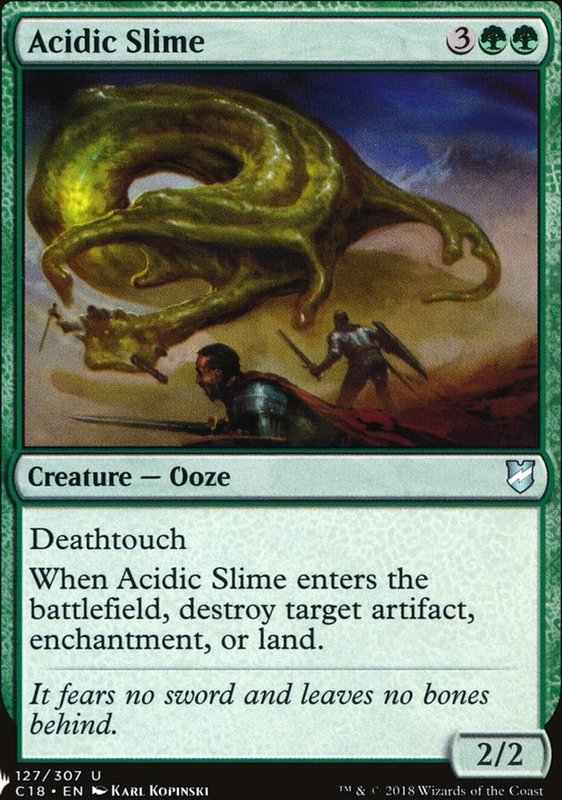 Acidic Slime 3
Creature — Ooze
Deathtouch
When Acidic Slime enters the
battlefield, destroy target artifact,
enchantment, or land.
It fears no sword and leaves no bones
behind.
2/2
127/307 U
C18 • EN Karl Kopinski
™ & © 2018 Wizards of the Coast